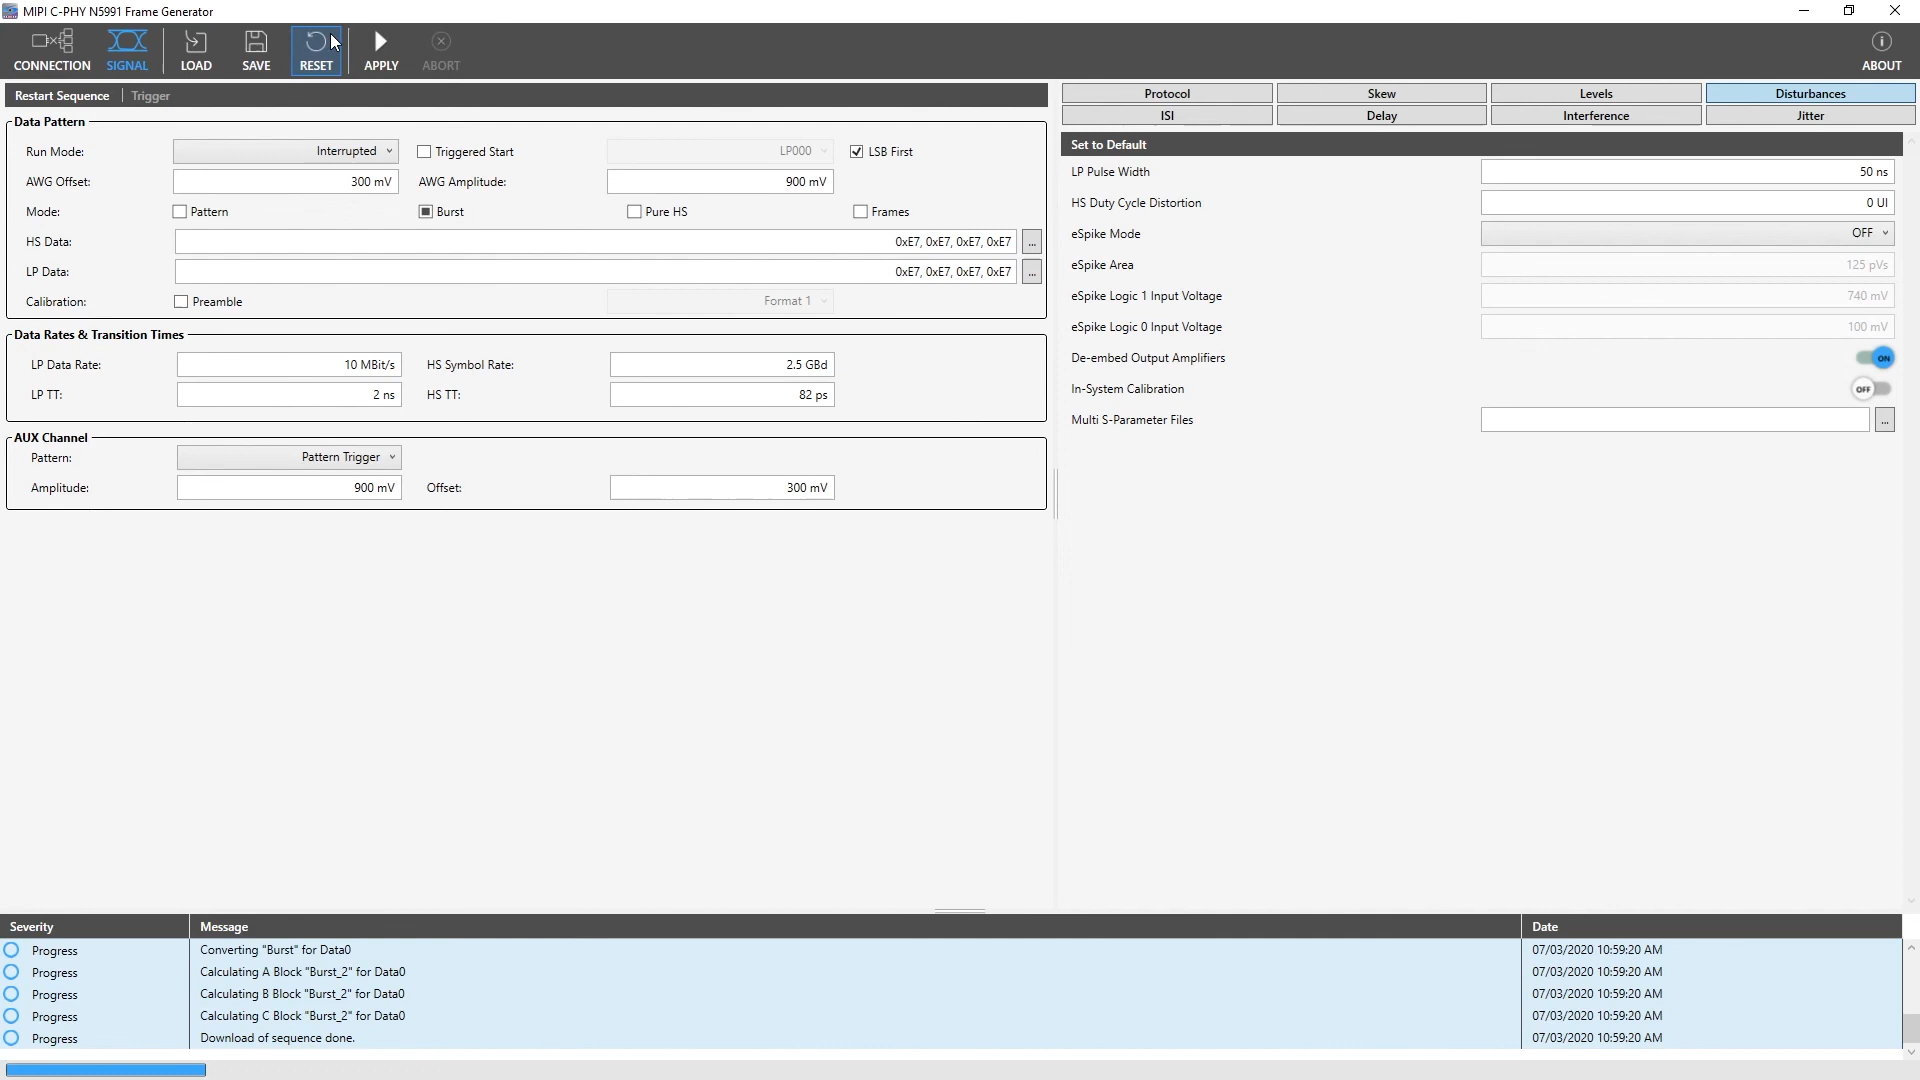 MIPI C-PHY N5991 Frame Generator
CONNECTION SIGNAL LOAD SAVE RESET APPLY ABORT ABOUT
Restart Sequence Trigger
Data Pattern
Run Mode: Interrupted Triggered Start LP000 LSB First
AWG Offset: 300 mV AWG Amplitude: 900 mV
Mode: Pattern Burst Pure HS Frames
HS Data: 0xE7, 0xE7, 0xE7, 0xE7 ...
LP Data: 0xE7, 0xE7, 0xE7, 0xE7 ...
Calibration: Preamble Format 1
Data Rates & Transition Times
LP Data Rate: 10 MBit/s HS Symbol Rate: 2.5 GBd
LP TT: 2 ns HS TT: 82 ps
AUX Channel
Pattern: Pattern Trigger
Amplitude: 900 mV Offset: 300 mV
Protocol Skew Levels Disturbances
ISI Delay Interference Jitter
Set to Default
LP Pulse Width 50 ns
HS Duty Cycle Distortion 0 UI
eSpike Mode OFF
eSpike Area 125 pVs
eSpike Logic 1 Input Voltage 740 mV
eSpike Logic 0 Input Voltage 100 mV
De-embed Output Amplifiers ON
In-System Calibration OFF
Multi S-Parameter Files ...
Severity Message Date
Progress Converting "Burst" for Data0 07/03/2020 10:59:20 AM
Progress Calculating A Block "Burst_2" for Data0 07/03/2020 10:59:20 AM
Progress Calculating B Block "Burst_2" for Data0 07/03/2020 10:59:20 AM
Progress Calculating C Block "Burst_2" for Data0 07/03/2020 10:59:20 AM
Progress Download of sequence done. 07/03/2020 10:59:20 AM